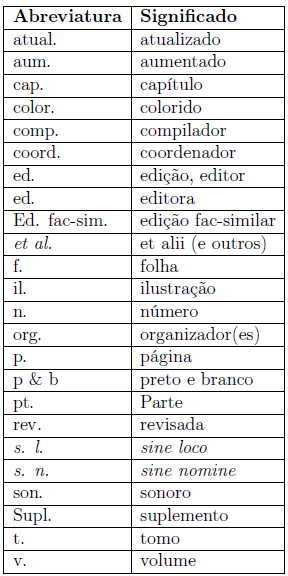 Abreviatura Significado
atual. atualizado
aum. aumentado
cap. capítulo
color. colorido
comp. compilador
coord. coordenador
ed. edição, editor
ed. editora
Ed. fac-sim. edição fac-similar
et al. et alii (e outros)
f. folha
il. ilustração
n. número
org. organizador(es)
p. página
p & b preto e branco
pt. Parte
rev. revisada
s. l. sine loco
s. n. sine nomine
son. sonoro
Supl. suplemento
t. tomo
v. volume